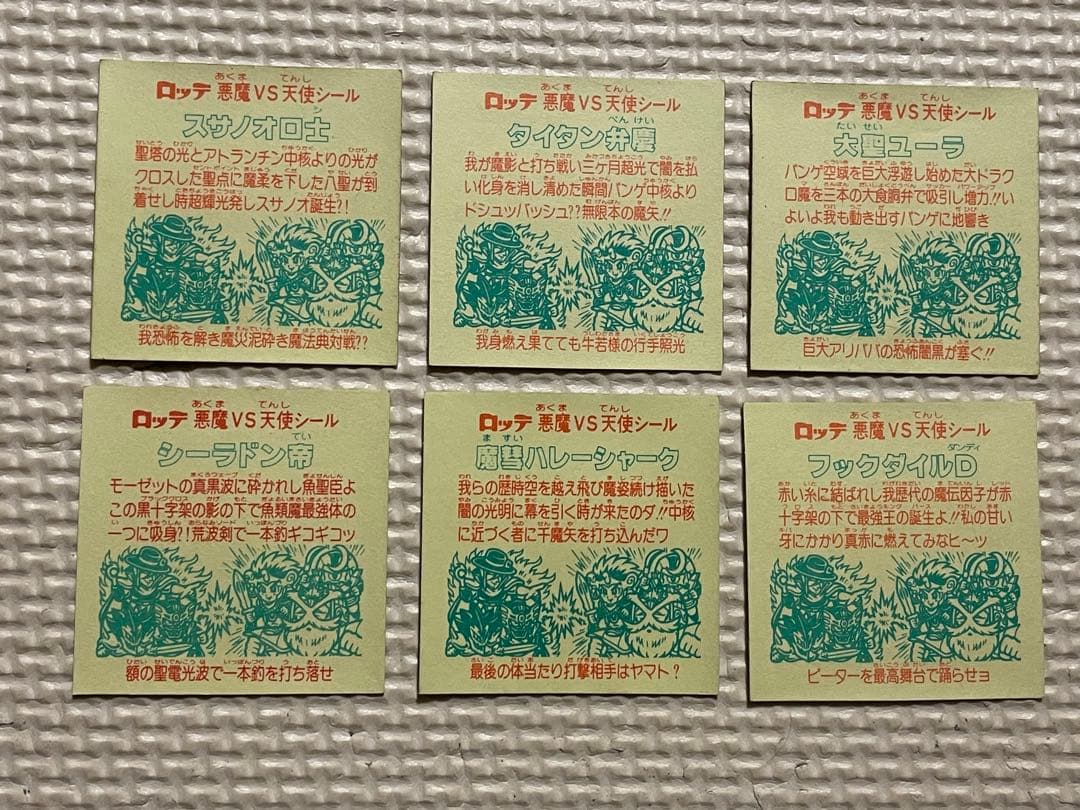 ロッテ 悪魔VS天使シール
スサノオロ士
聖塔の光とアトランチン中核よりの光が
クロスした聖点に魔柔を下した八聖が到
着せし時超輝光発しスサノオ誕生?!
我恐怖を解き魔災泥砕き魔法典対戦??
ロッテ 悪魔VS天使シール
タイタン弁慶
我が魔影と打ち戦い三ケ月超光で闇を払
い化身を消し清めた瞬間パンゲ中核より
ドシュッバッシュ??無限本の魔矢!!
我身燃え果てても牛若様の行手照光
ロッテ 悪魔VS天使シール
大聖ユーラ
パンゲ空域を巨大浮遊し始めた大ドラク
ロ魔を三本の大食胴弁で吸引し増力!!い
よいよ我も動き出すパンゲに地響き
巨大アリババの恐怖闇黒が塞ぐ!!
ロッテ 悪魔VS天使シール
シーラドン帝
モーゼットの真黒波に砕かれし魚聖臣よ
この黒十字架の影の下で魚類魔最強体の
一つに吸身?!荒波剣で一本釣ギコギコッ
額の聖電光波で一本釣を打ち落せ
ロッテ 悪魔VS天使シール
魔彗ハレーシャーク
我らの歴時空を越え飛び魔姿続け描いた
闇の光明に幕を引く時が来たのダ!!中核
に近づく者に千魔矢を打ち込んだワ
最後の体当たり打撃相手はヤマト?
ロッテ 悪魔VS天使シール
フックダイルD
赤い糸に結ばれし我歴代の魔伝因子が赤
十字架の下で最強王の誕生よ!!私の甘い
牙にかかり真赤に燃えてみなヒ〜ッ
ピーターを最高舞台で踊らせヨ